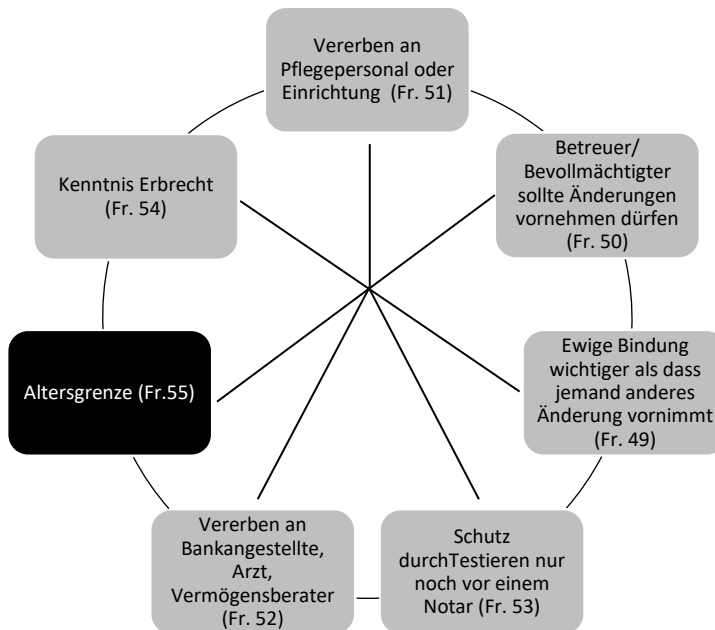 Vererben an
Pflegepersonal oder
Einrichtung  (Fr. 51)
Betreuer/
Bevollmächtigter
sollte Änderungen
vornehmen dürfen
(Fr. 50)
Ewige Bindung
wichtiger als dass
jemand anderes
Änderung vornimmt
(Fr. 49)
Schutz
durchTestieren nur
noch vor einem
Notar (Fr. 53)
Vererben an
Bankangestellte,
Arzt,
Vermögensberater
(Fr. 52)
Altersgrenze (Fr.55)
Kenntnis Erbrecht
(Fr. 54)